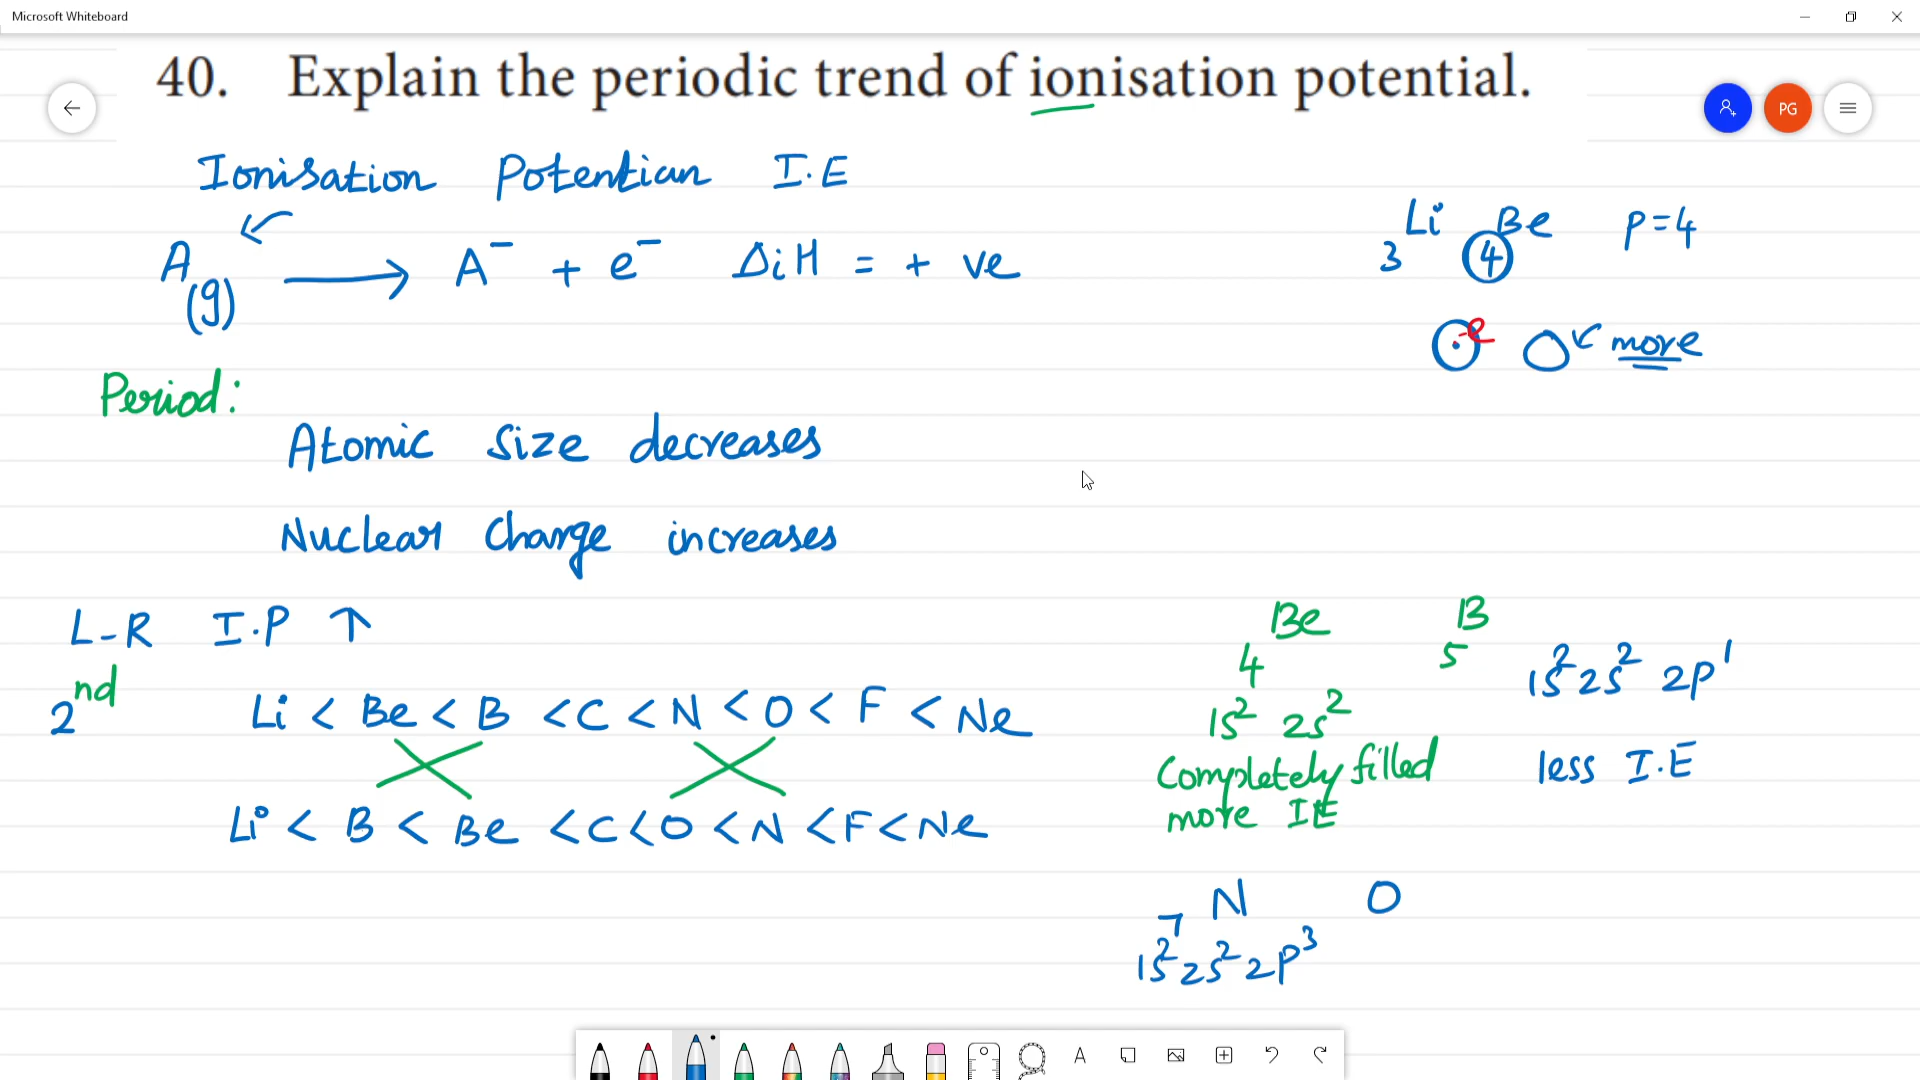 Microsoft Whiteboard
40. Explain the periodic trend of ionisation potential.
PG
Ionisation Potentian I.E
A(g) ⟶ A⁻ + e⁻ ΔiH = + ve
Li Be P=4
3 4
-e more
Period:
Atomic size decreases
Nuclear Charge increases
L-R I.P ↑
2nd Li < Be < B < C < N < O < F < Ne
Li < B < Be < C < O < N < F < Ne
Be B
4 5
1s² 2s² 1s² 2s² 2p¹
Completely filled less I.E
more IE
N O
7
1s² 2s² 2p³
A